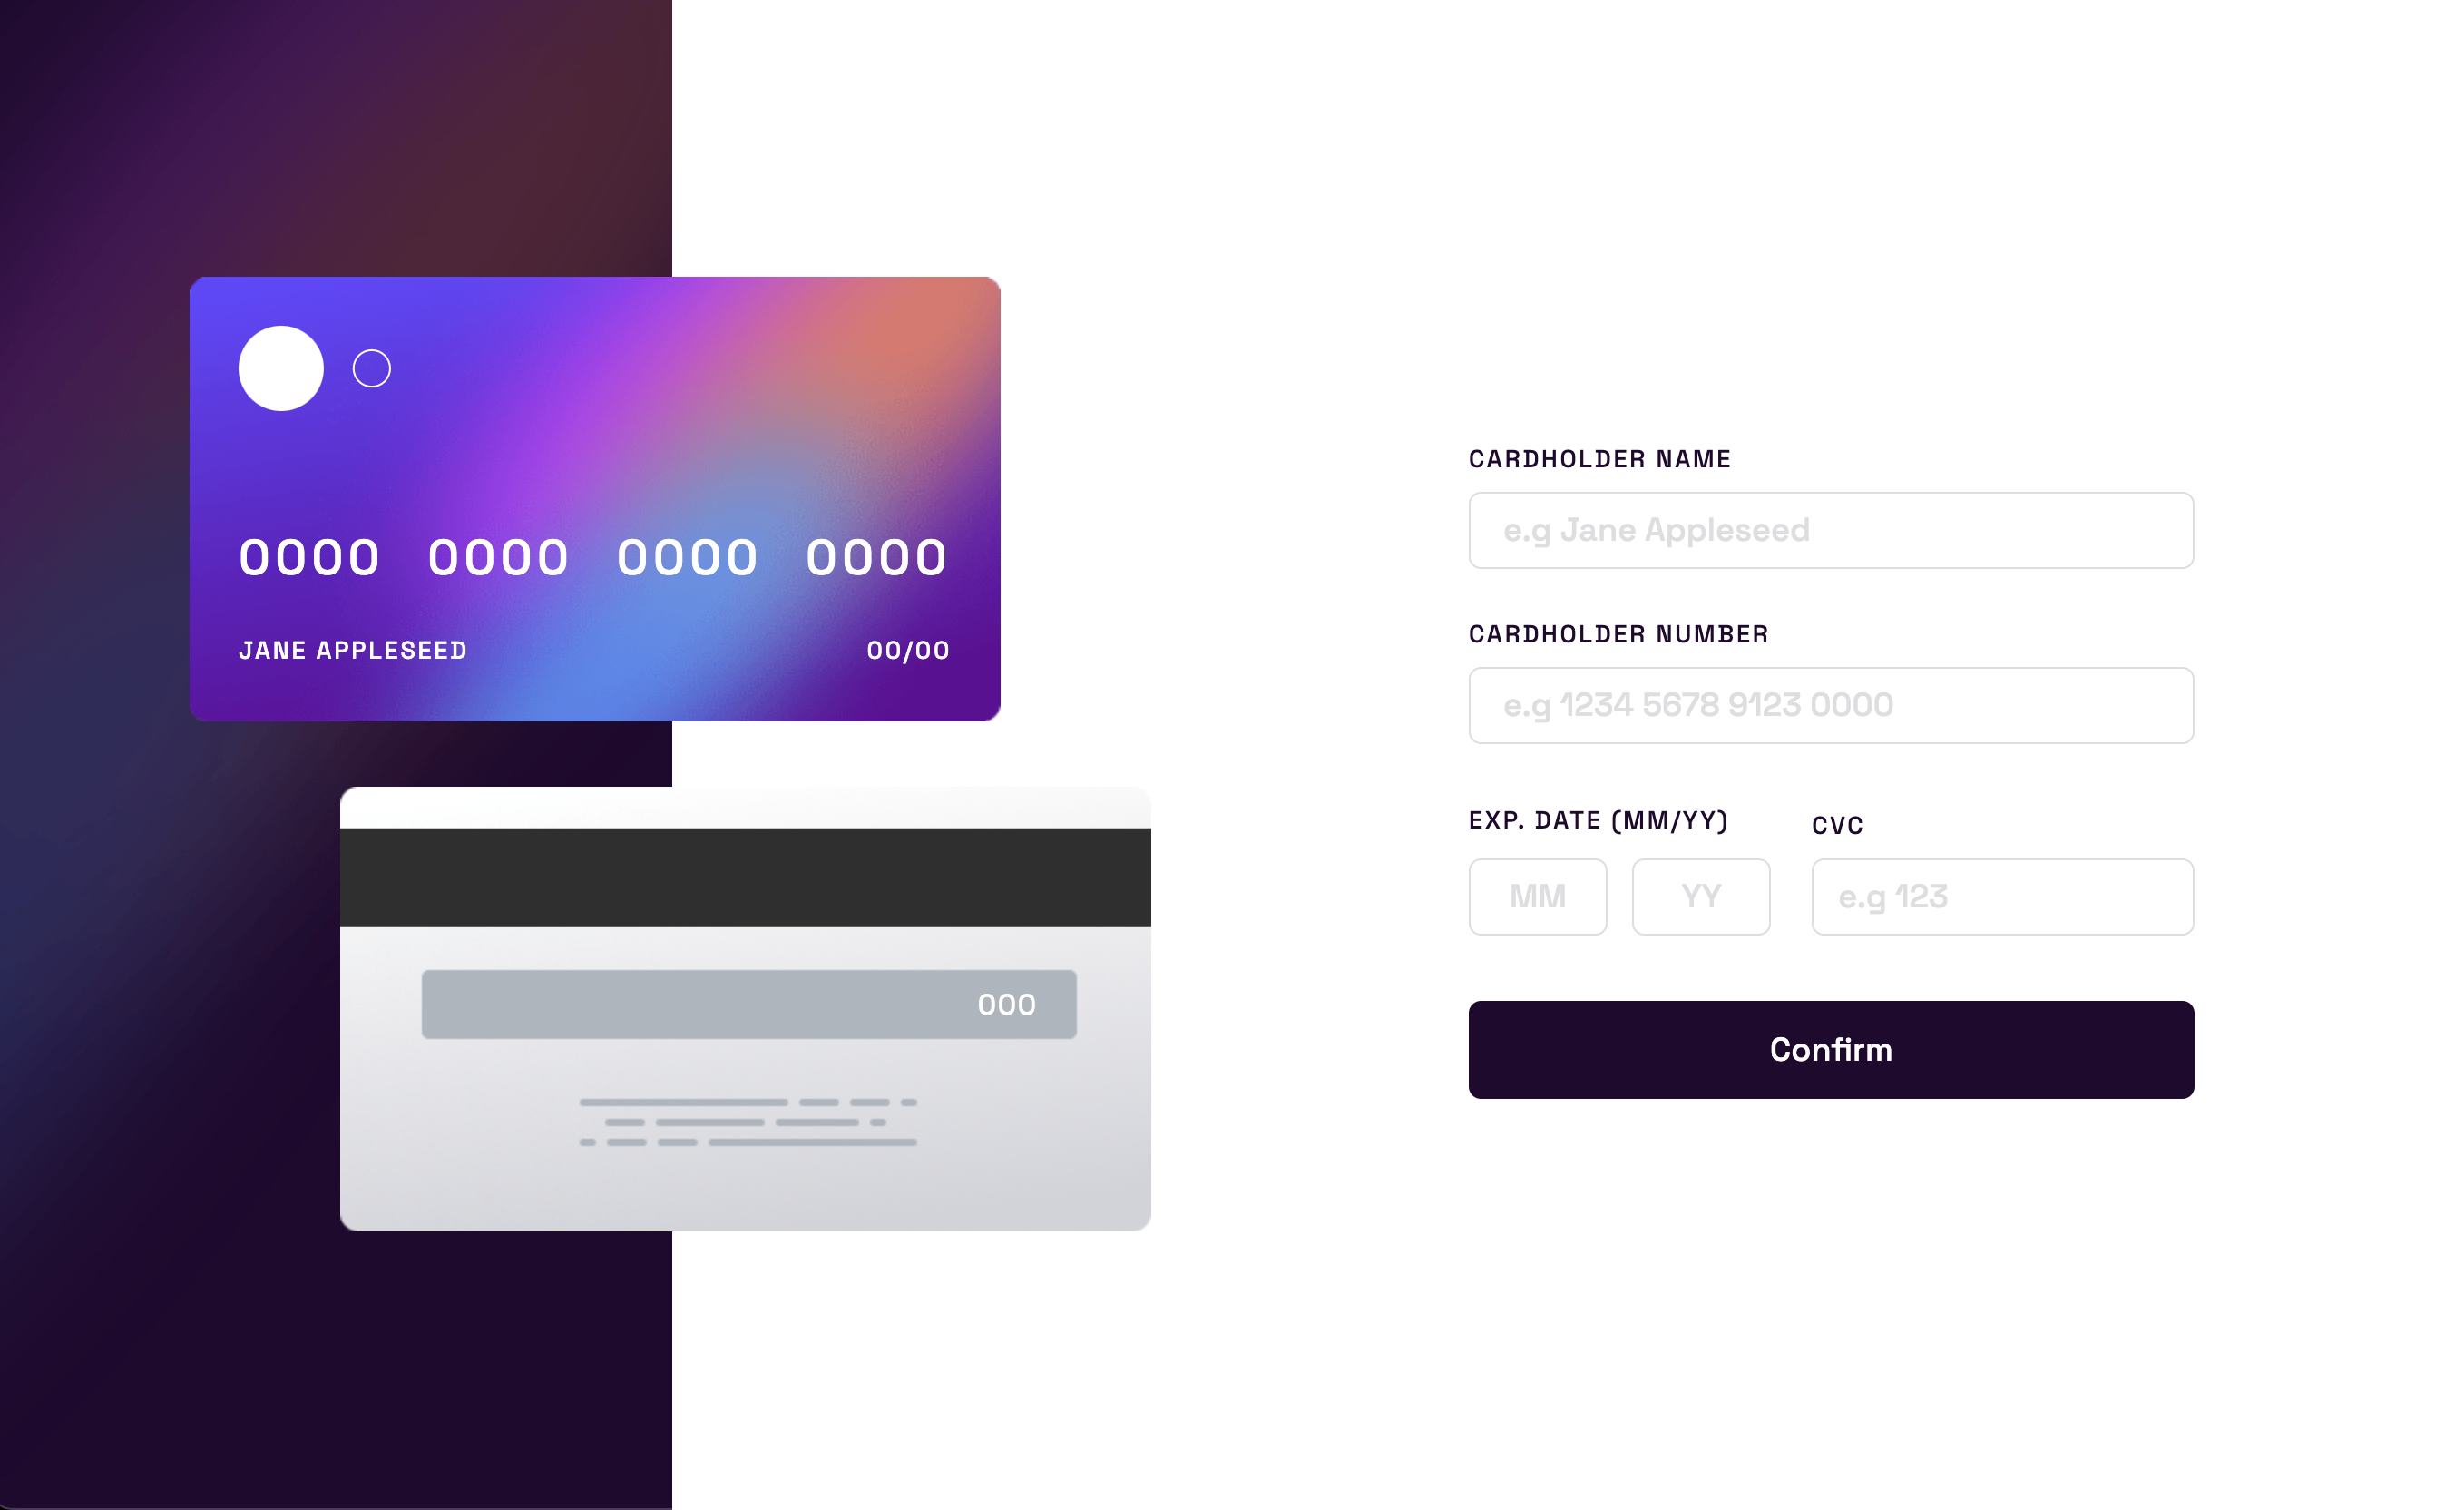 0000 0000 0000 0000
JANE APPLESEED 00/00
000
CARDHOLDER NAME
e.g Jane Appleseed
CARDHOLDER NUMBER
e.g 1234 5678 9123 0000
EXP. DATE (MM/YY) CVC
MM YY e.g 123
Confirm